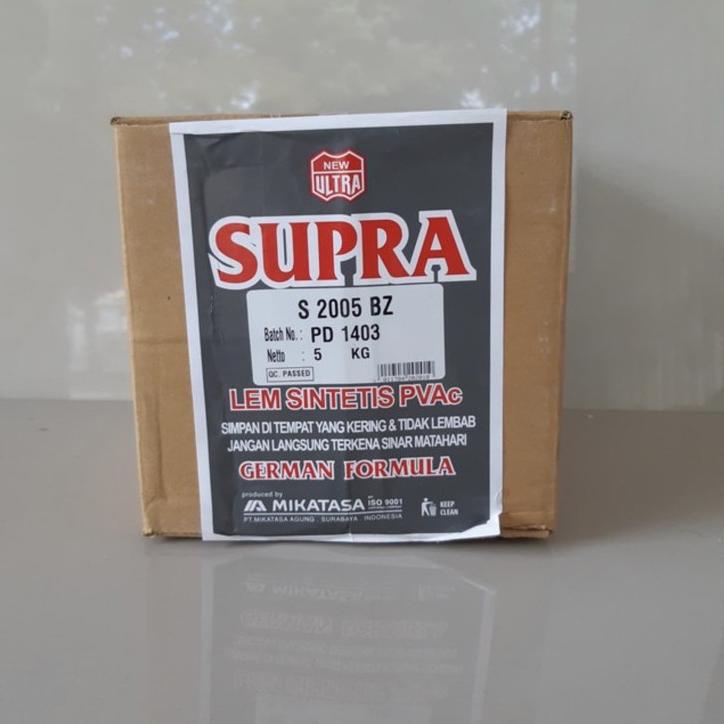 NEW
ULTRA
SUPRA
S 2005 BZ
Batch No. : PD 1403
Netto : 5 KG
QC. PASSED
LEM SINTETIS PVAc
SIMPAN DI TEMPAT YANG KERING & TIDAK LEMBAB
JANGAN LANGSUNG TERKENA SINAR MATAHARI
GERMAN FORMULA
produced by
MIKATASA ISO 9001
PT. MIKATASA AGUNG . SURABAYA . INDONESIA
KEEP
CLEAN